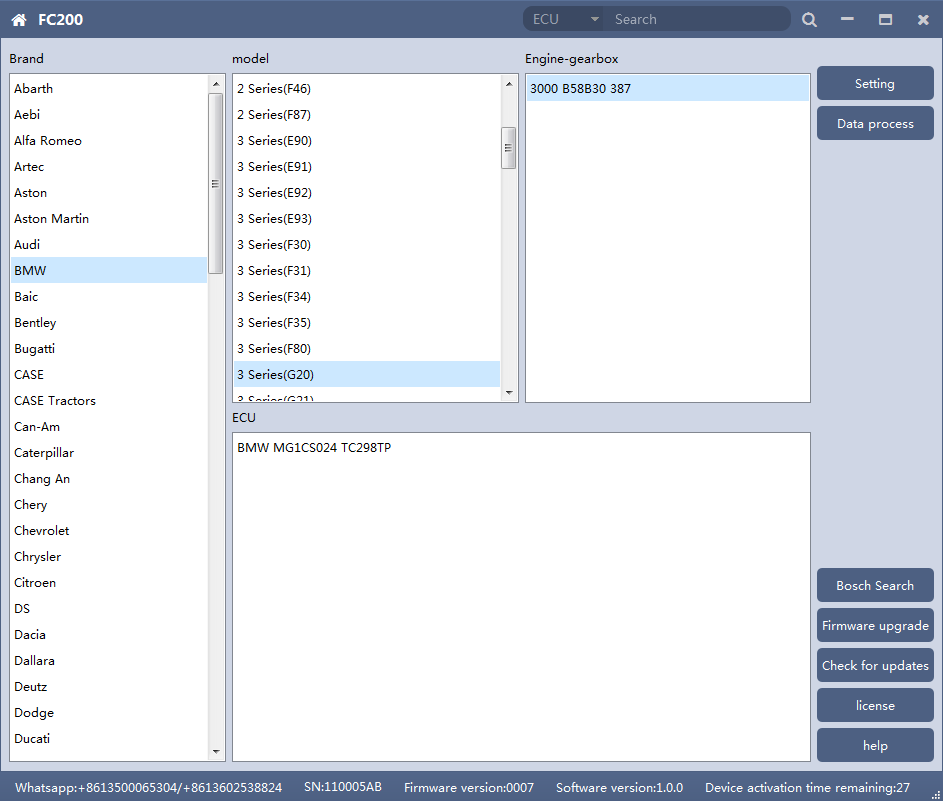 FC200
ECU
Search
Brand
model
Engine-gearbox
Abarth
Aebi
Alfa Romeo
Artec
Aston
Aston Martin
Audi
BMW
Baic
Bentley
Bugatti
CASE
CASE Tractors
Can-Am
Caterpillar
Chang An
Chery
Chevrolet
Chrysler
Citroen
DS
Dacia
Dallara
Deutz
Dodge
Ducati
2 Series(F46)
2 Series(F87)
3 Series(E90)
3 Series(E91)
3 Series(E92)
3 Series(E93)
3 Series(F30)
3 Series(F31)
3 Series(F34)
3 Series(F35)
3 Series(F80)
3 Series(G20)
3 Series(G21)
3000 B58B30 387
ECU
BMW MG1CS024 TC298TP
Setting
Data process
Bosch Search
Firmware upgrade
Check for updates
license
help
Whatsapp:+8613500065304/+8613602538824
SN:110005AB
Firmware version:0007
Software version:1.0.0
Device activation time remaining:27